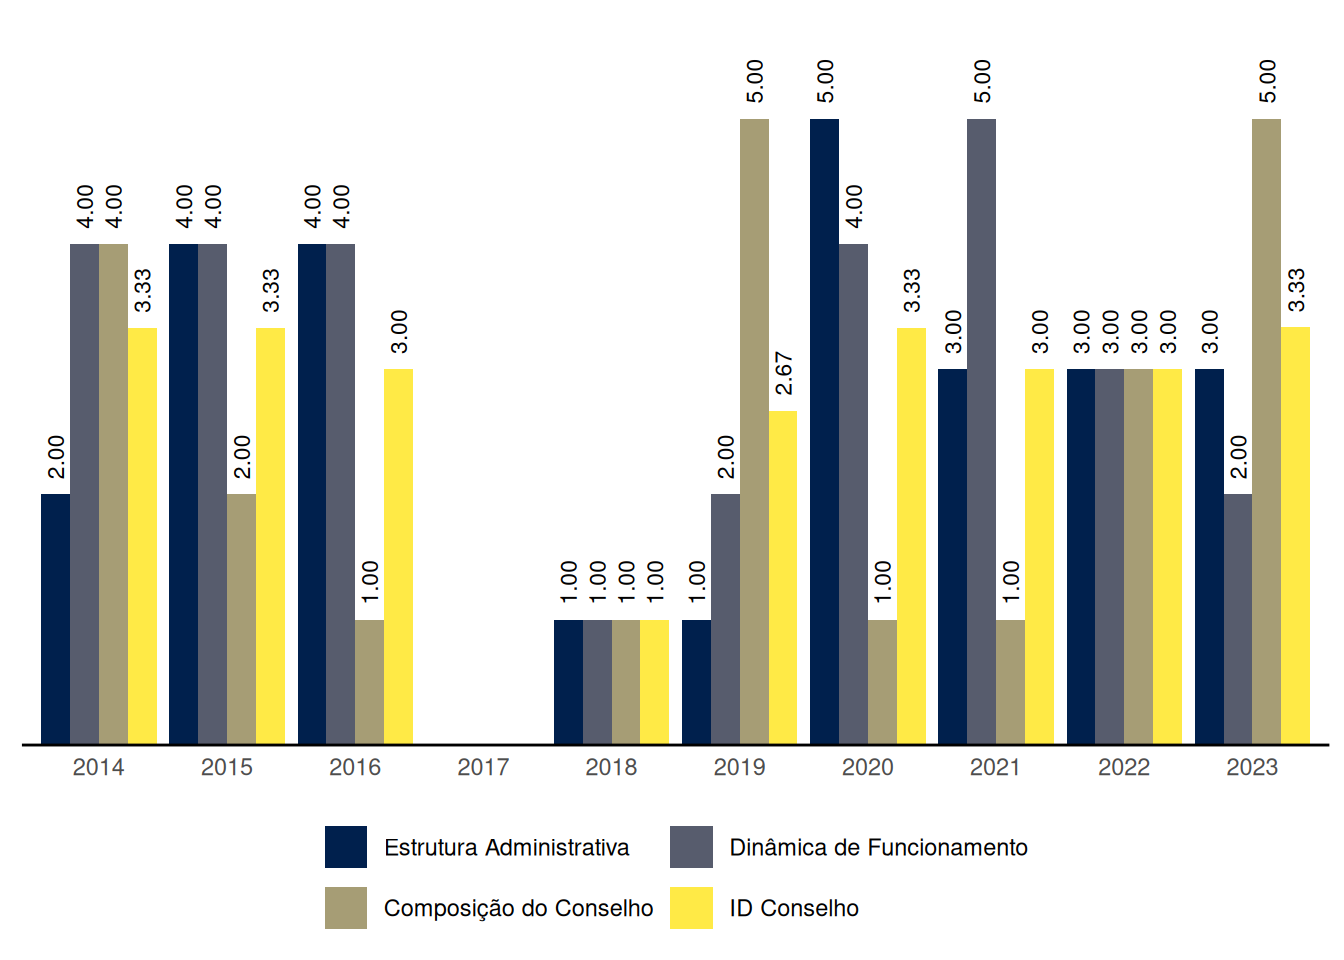 5.00 5.00 5.00 5.00
4.00 4.00 4.00 4.00 4.00 4.00 4.00
3.33 3.33 3.33 3.33
3.00 3.00 3.00 3.00 3.00 3.00 3.00 3.00
2.67
2.00 2.00 2.00 2.00
1.00 1.00 1.00 1.00 1.00 1.00 1.00 1.00
2014 2015 2016 2017 2018 2019 2020 2021 2022 2023
Estrutura Administrativa Dinâmica de Funcionamento
Composição do Conselho ID Conselho